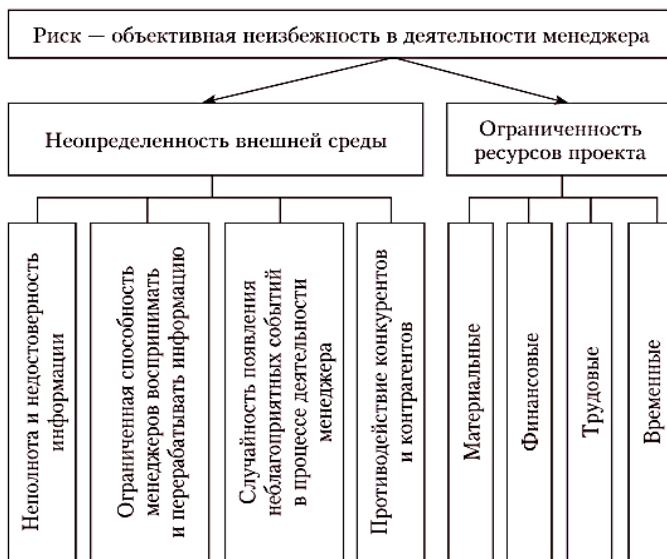 Риск — объективная неизбежность в деятельности менеджера
Неопределенность внешней среды
Ограниченность
ресурсов проекта
Неполнота и недостоверность
информации
Ограниченная способность
менеджеров воспринимать
и перерабатывать информацию
Случайность появления
неблагоприятных событий
в процессе деятельности
менеджера
Противодействие конкурентов
и контрагентов
Материальные
Финансовые
Трудовые
Временные